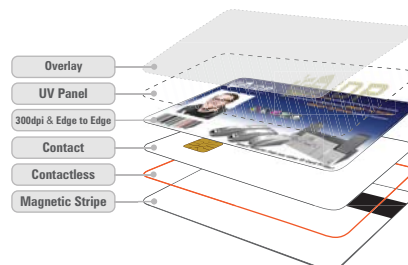 Overlay
UV Panel
300dpi & Edge to Edge
Contact
Contactless
Magnetic Stripe